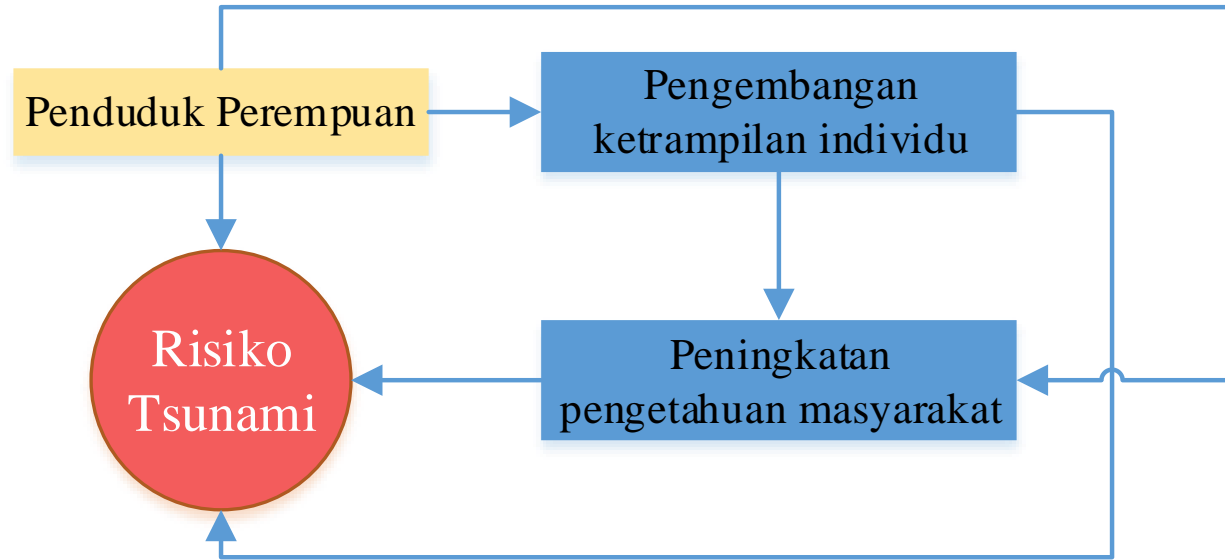 Penduduk Perempuan
Pengembangan
ketrampilan individu
Risiko
Tsunami
Peningkatan
pengetahuan masyarakat